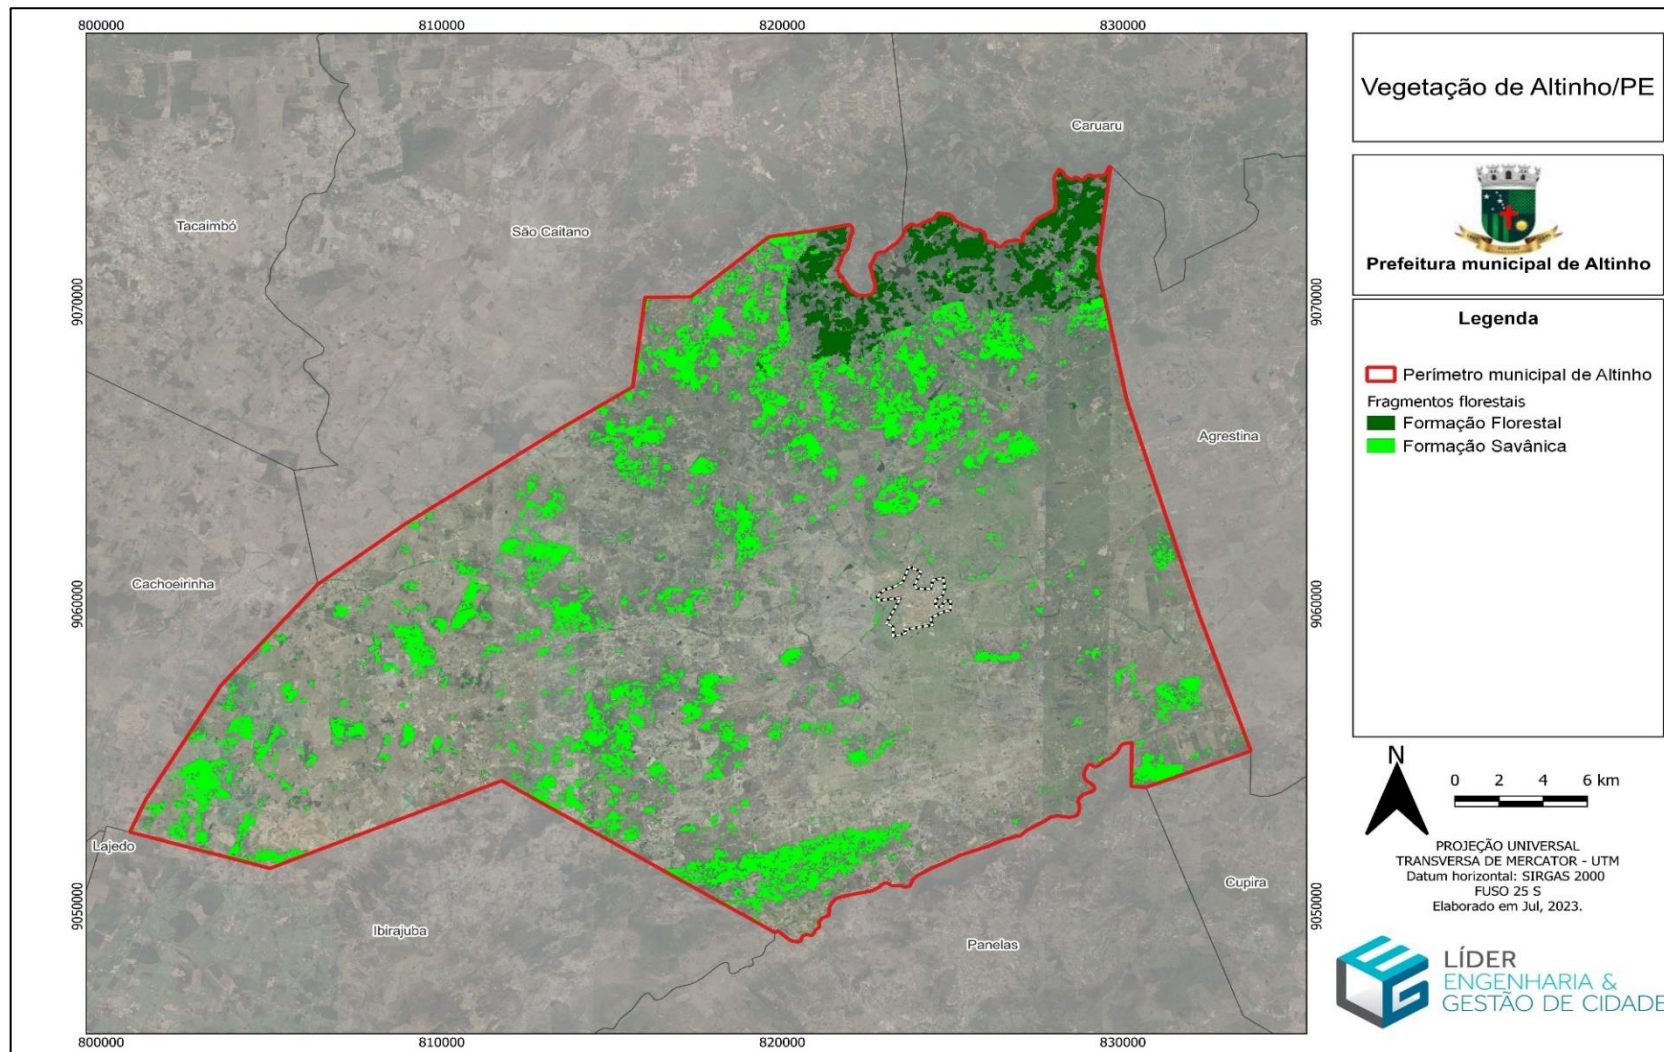 800000 810000 820000 830000
Vegetação de Altinho/PE
Caruaru
Tacaimbó
São Caitano
Prefeitura municipal de Altinho
9070000
9070000
Legenda
Perímetro municipal de Altinho
Fragmentos florestais
Formação Florestal
Formação Savânica
Agrestina
Cachoeirinha
9060000
9060000
N
0 2 4 6 km
Lajedo
PROJEÇÃO UNIVERSAL
TRANSVERSA DE MERCATOR - UTM
Datum horizontal: SIRGAS 2000
FUSO 25 S
Elaborado em Jul, 2023.
Cupira
9050000
9050000
Ibirajuba
Panelas
LÍDER
ENGENHARIA &
GESTÃO DE CIDADE
800000 810000 820000 830000